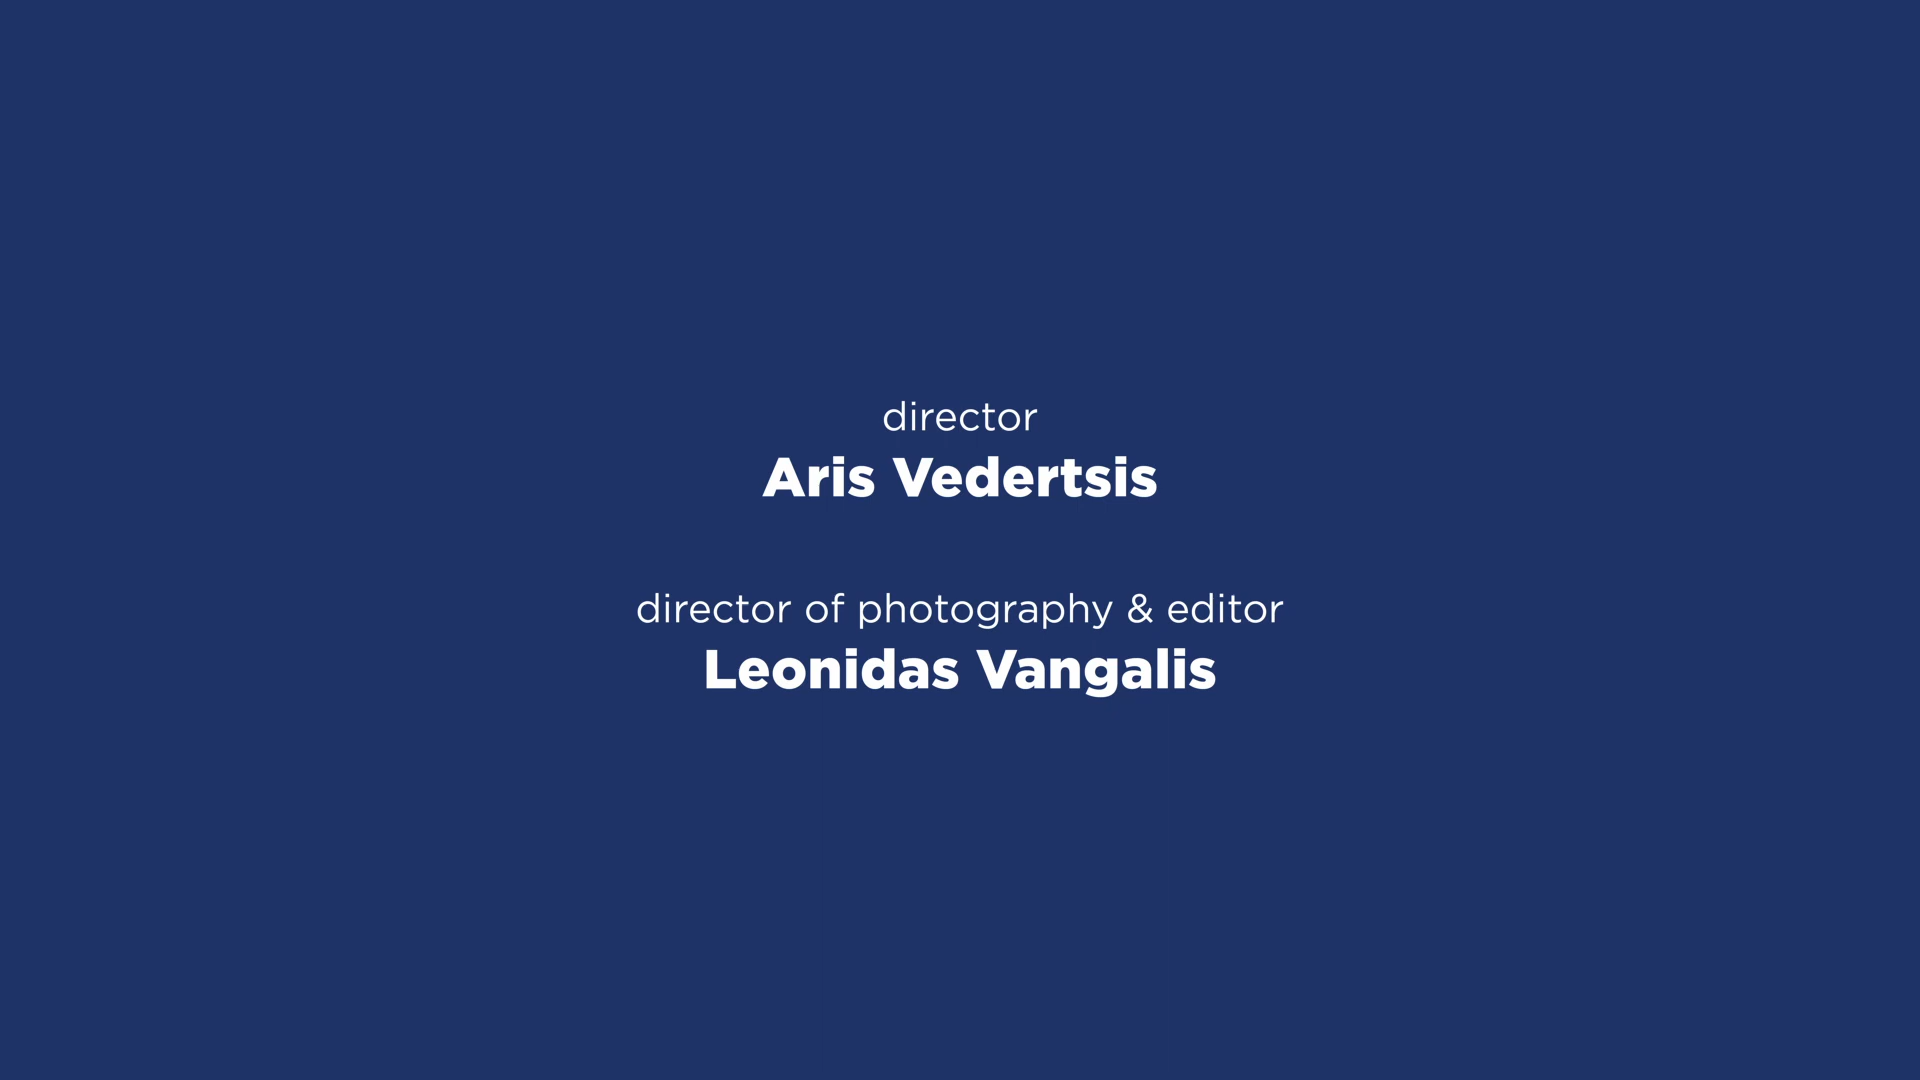 director
Aris Vedertsis
director of photography & editor
Leonidas Vangalis